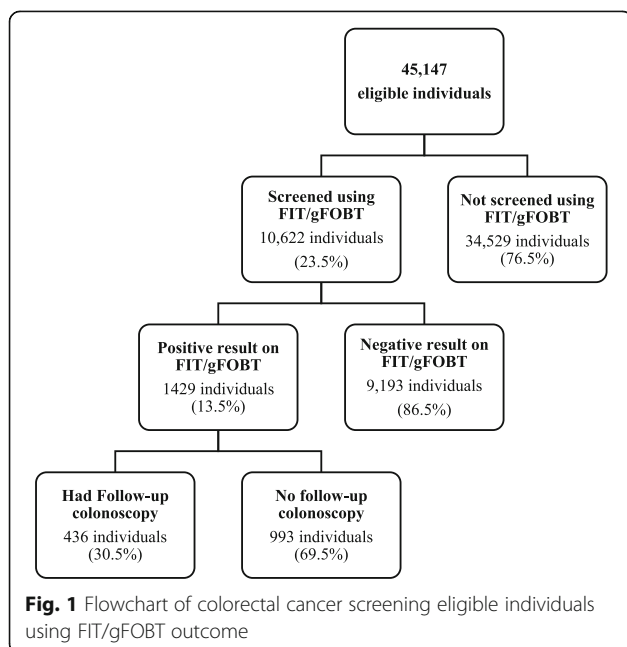 45,147
eligible individuals
Screened using
FIT/gFOBT
10,622 individuals
(23.5%)
Not screened using
FIT/gFOBT
34,529 individuals
(76.5%)
Positive result on
FIT/gFOBT
1429 individuals
(13.5%)
Negative result on
FIT/gFOBT
9,193 individuals
(86.5%)
Had Follow-up
colonoscopy
436 individuals
(30.5%)
No follow-up
colonoscopy
993 individuals
(69.5%)
Fig. 1 Flowchart of colorectal cancer screening eligible individuals
using FIT/gFOBT outcome